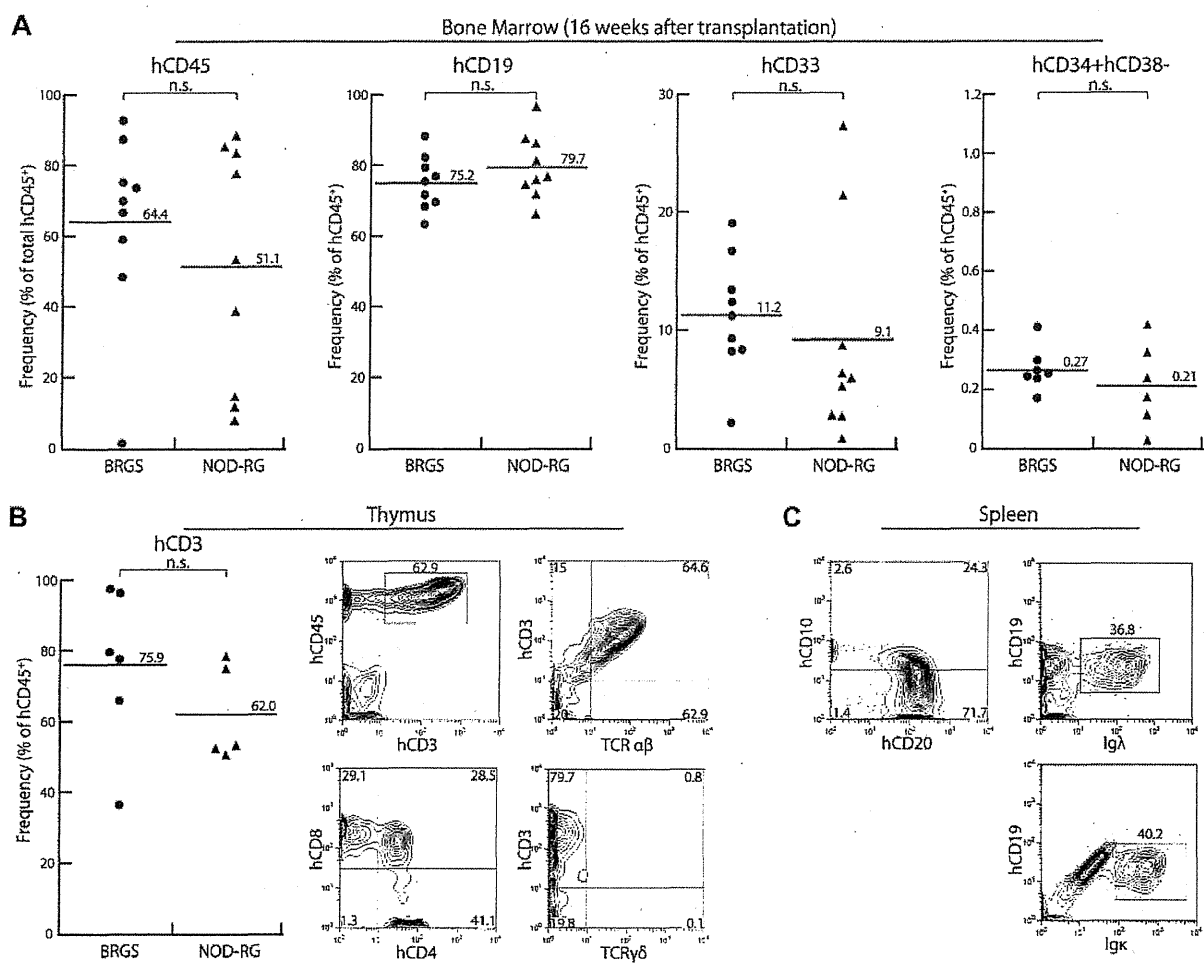 A
Bone Marrow (16 weeks after transplantation)
hCD45
n.s.
Frequency (% of total hCD45⁺)
100
80
60
40
20
0
64.4
51.1
BRGS
NOD-RG
hCD19
n.s.
Frequency (% of hCD45⁺)
100
80
60
40
20
0
75.2
79.7
BRGS
NOD-RG
hCD33
n.s.
Frequency (% of hCD45⁺)
30
20
10
0
11.2
9.1
BRGS
NOD-RG
hCD34+hCD38-
n.s.
Frequency (% of hCD45⁺)
1.2
1.0
0.8
0.6
0.4
0.2
0
0.27
0.21
BRGS
NOD-RG
B
Thymus
hCD3
n.s.
Frequency (% of hCD45⁺)
100
80
60
40
20
0
75.9
62.0
BRGS
NOD-RG
62.9
hCD45
hCD3
15
64.6
hCD3
20
62.9
TCR αβ
29.1
28.5
hCD8
1.3
41.1
hCD4
79.7
0.8
hCD3
19.8
0.1
TCRγδ
C
Spleen
2.6
24.3
hCD10
1.4
71.7
hCD20
36.8
hCD19
Igλ
40.2
hCD19
Igκ